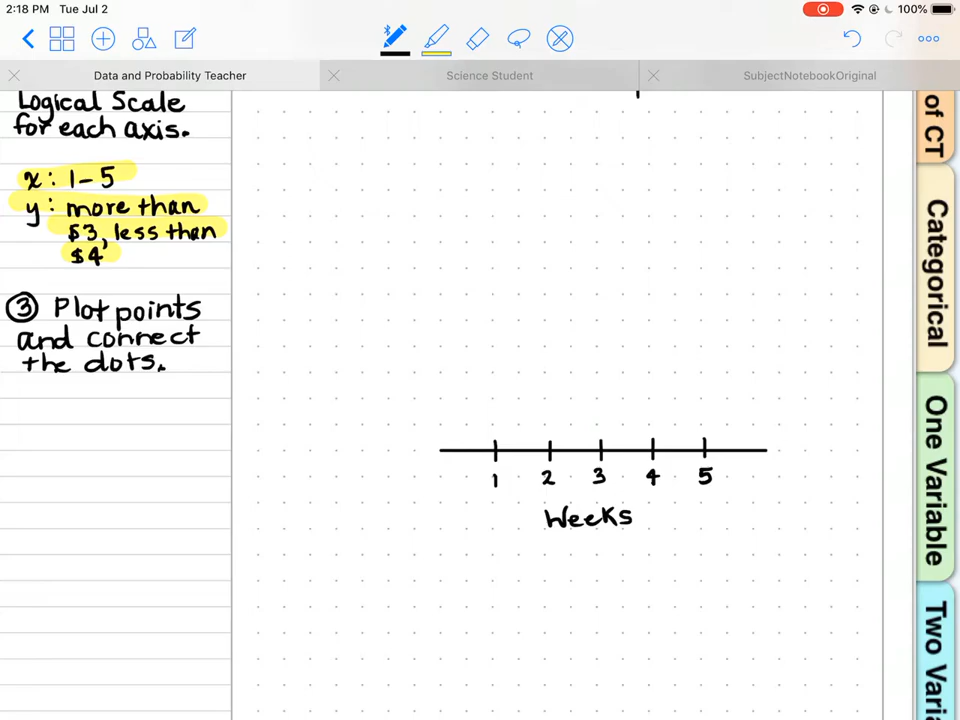 2:18 PM Tue Jul 2
100%
Data and Probability Teacher
Science Student
SubjectNotebookOriginal
Logical Scale
for each axis.
x: 1-5
y: more than
$3, less than
$4
③ Plot points
and connect
the dots.
1 2 3 4 5
Weeks
of CT
Categorical
One Variable
Two Varia